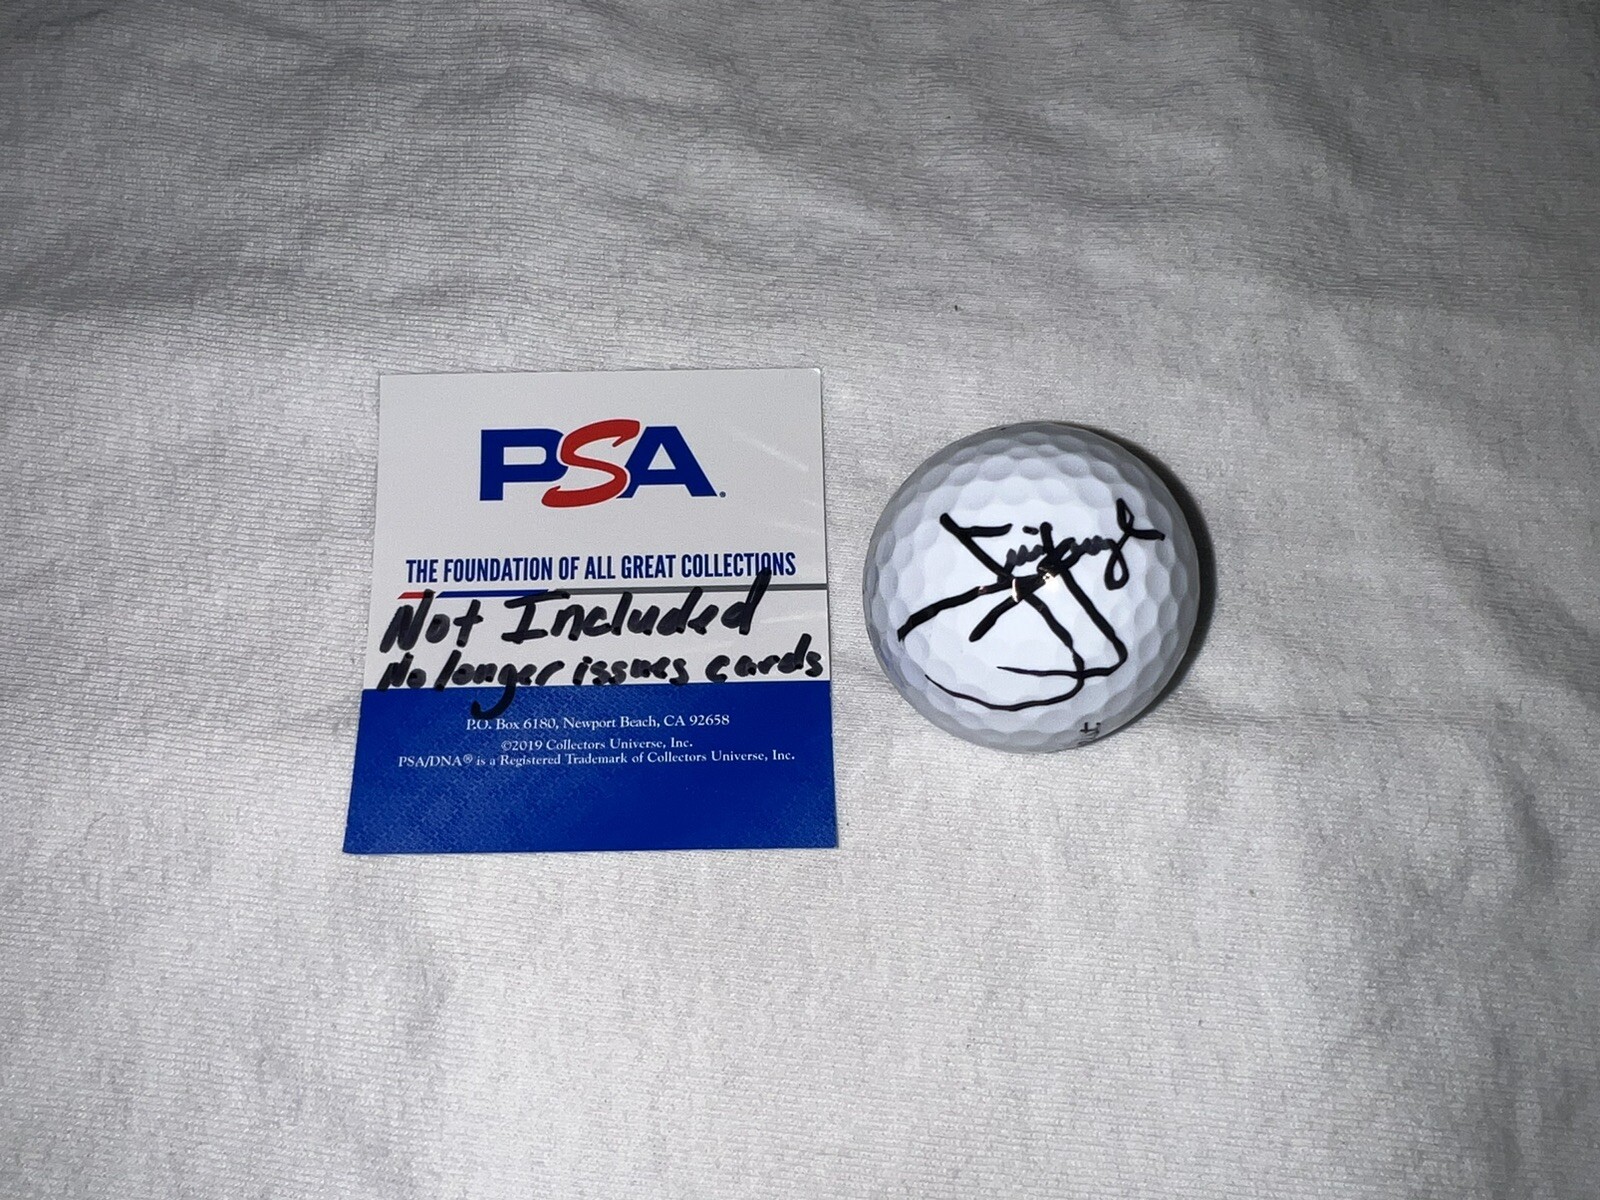 PSA.
THE FOUNDATION OF ALL GREAT COLLECTIONS
Not Included
No longer issues cards
P.O. Box 6180, Newport Beach, CA 92658
©2019 Collectors Universe, Inc.
PSA/DNA® is a Registered Trademark of Collectors Universe, Inc.